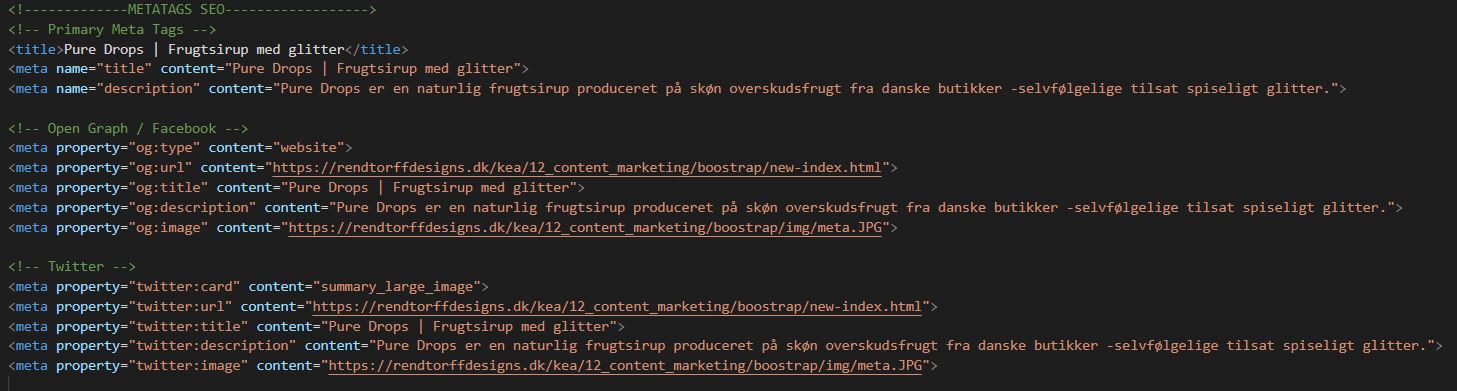 <!-------------METATAGS SEO------------------>
<!-- Primary Meta Tags -->
<title>Pure Drops | Frugtsirup med glitter</title>
<meta name="title" content="Pure Drops | Frugtsirup med glitter">
<meta name="description" content="Pure Drops er en naturlig frugtsirup produceret på skøn overskudsfrugt fra danske butikker -selvfølgelige tilsat spiseligt glitter.">
<!-- Open Graph / Facebook -->
<meta property="og:type" content="website">
<meta property="og:url" content="https://rendtorffdesigns.dk/kea/12_content_marketing/boostrap/new-index.html">
<meta property="og:title" content="Pure Drops | Frugtsirup med glitter">
<meta property="og:description" content="Pure Drops er en naturlig frugtsirup produceret på skøn overskudsfrugt fra danske butikker -selvfølgelige tilsat spiseligt glitter.">
<meta property="og:image" content="https://rendtorffdesigns.dk/kea/12_content_marketing/boostrap/img/meta.JPG">
<!-- Twitter -->
<meta property="twitter:card" content="summary_large_image">
<meta property="twitter:url" content="https://rendtorffdesigns.dk/kea/12_content_marketing/boostrap/new-index.html">
<meta property="twitter:title" content="Pure Drops | Frugtsirup med glitter">
<meta property="twitter:description" content="Pure Drops er en naturlig frugtsirup produceret på skøn overskudsfrugt fra danske butikker -selvfølgelige tilsat spiseligt glitter.">
<meta property="twitter:image" content="https://rendtorffdesigns.dk/kea/12_content_marketing/boostrap/img/meta.JPG">